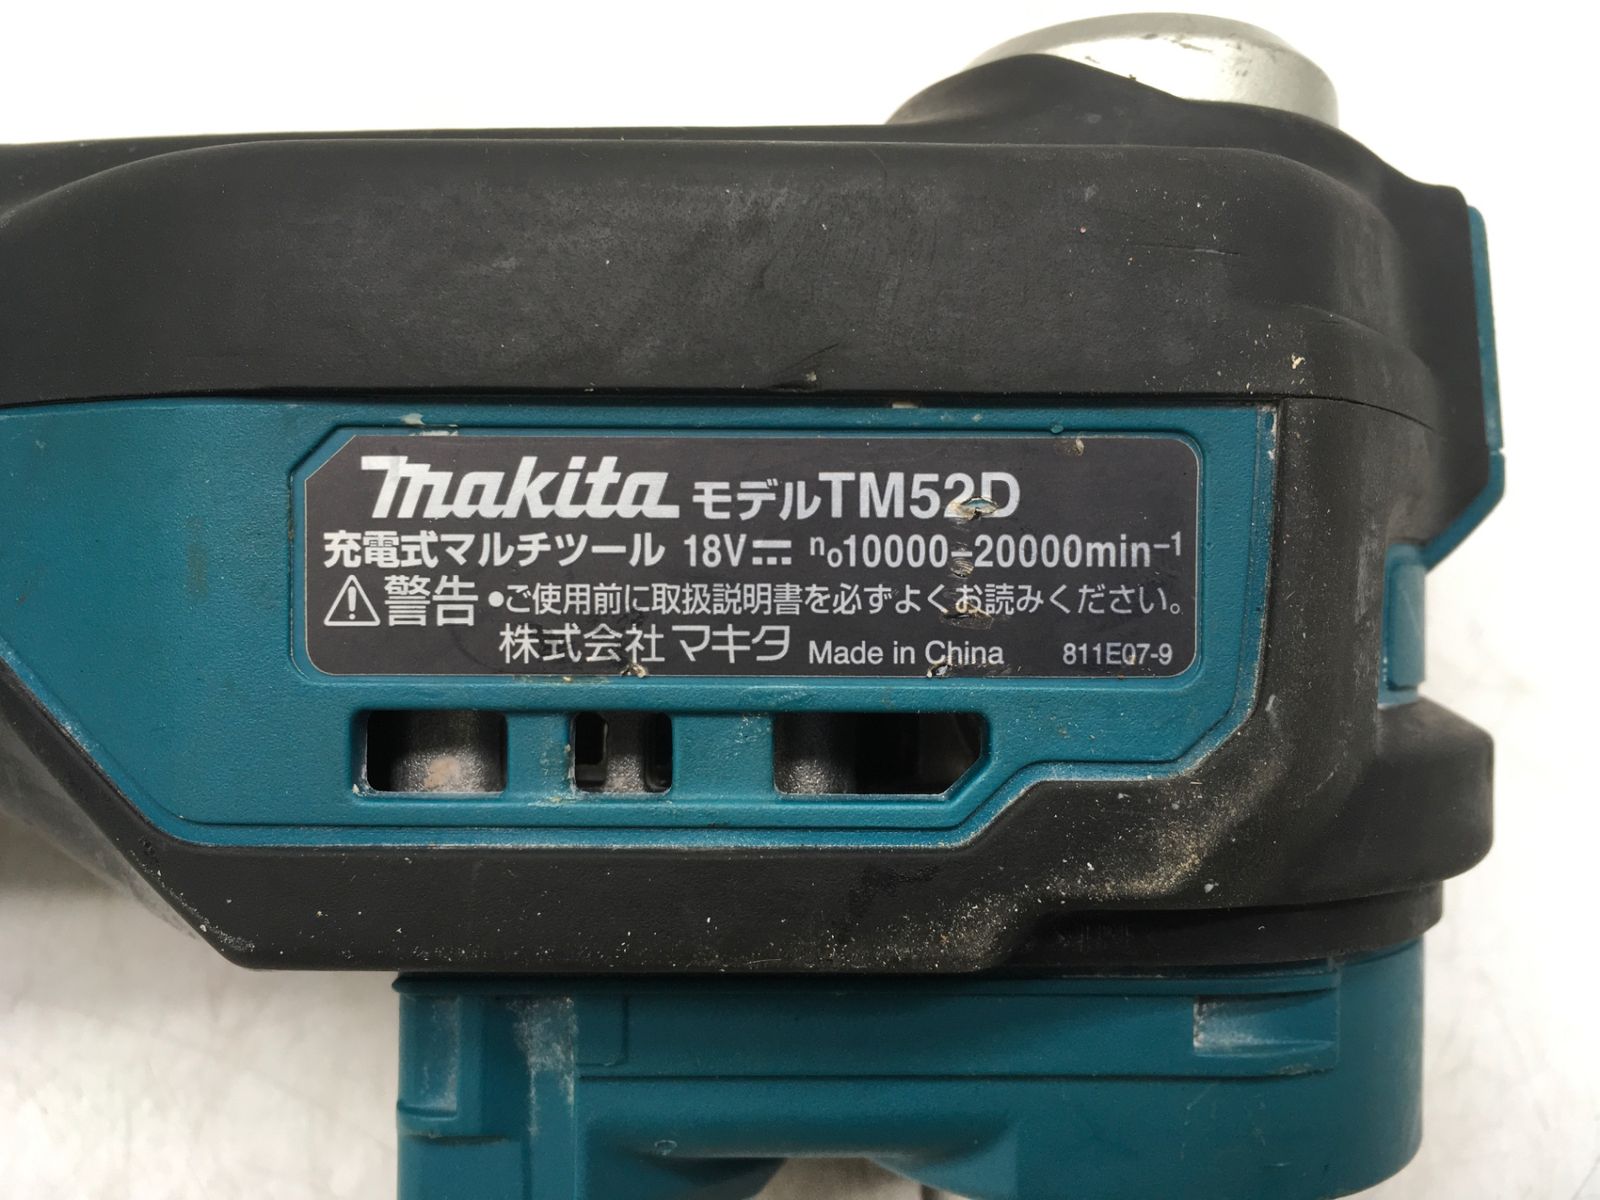 makita モデルTM52D
充電式マルチツール 18V⎓ n₀10000–20000min⁻¹
⚠警告 •ご使用前に取扱説明書を必ずよくお読みください。
株式会社マキタ Made in China 811E07-9